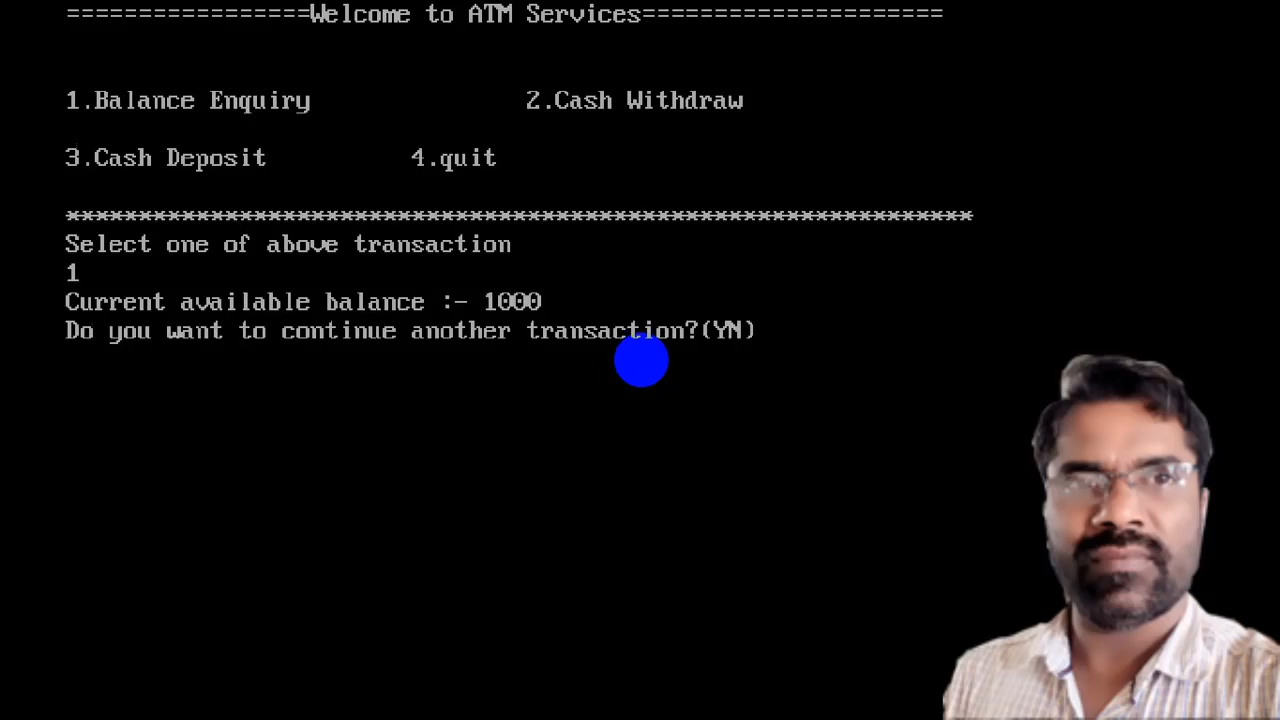 =================Welcome to ATM Services=====================
1.Balance Enquiry 2.Cash Withdraw
3.Cash Deposit 4.quit
***************************************************************
Select one of above transaction
1
Current available balance :- 1000
Do you want to continue another transaction?(YN)